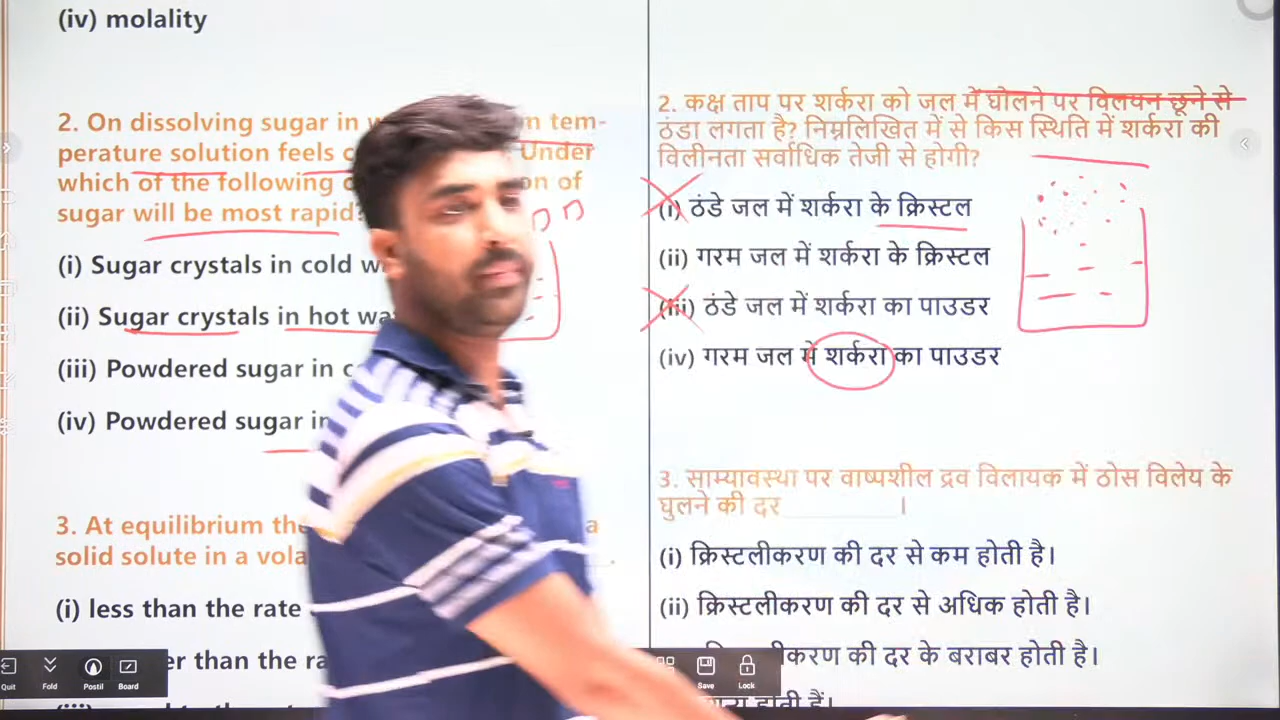 (iv) molality
2. On dissolving sugar in tem-
perature solution feels Under
which of the following on of
sugar will be most rapid?
(i) Sugar crystals in cold
(ii) Sugar crystals in hot
(iii) Powdered sugar in
(iv) Powdered sugar in
3. At equilibrium the a
solid solute in a
(i) less than the rate
than the
2. कक्ष ताप पर शर्करा को जल में घोलने पर विलयन छूने से
ठंडा लगता है? निम्नलिखित में से किस स्थिति में शर्करा की
विलीनता सर्वाधिक तेजी से होगी?
(i) ठंडे जल में शर्करा के क्रिस्टल
(ii) गरम जल में शर्करा के क्रिस्टल
(iii) ठंडे जल में शर्करा का पाउडर
(iv) गरम जल में शर्करा का पाउडर
3. साम्यावस्था पर वाष्पशील द्रव विलायक में ठोस विलेय के
घुलने की दर __________ ।
(i) क्रिस्टलीकरण की दर से कम होती है।
(ii) क्रिस्टलीकरण की दर से अधिक होती है।
की दर के बराबर होती है।
होती हैं।
Quit Fold Postil Board
Save Lock